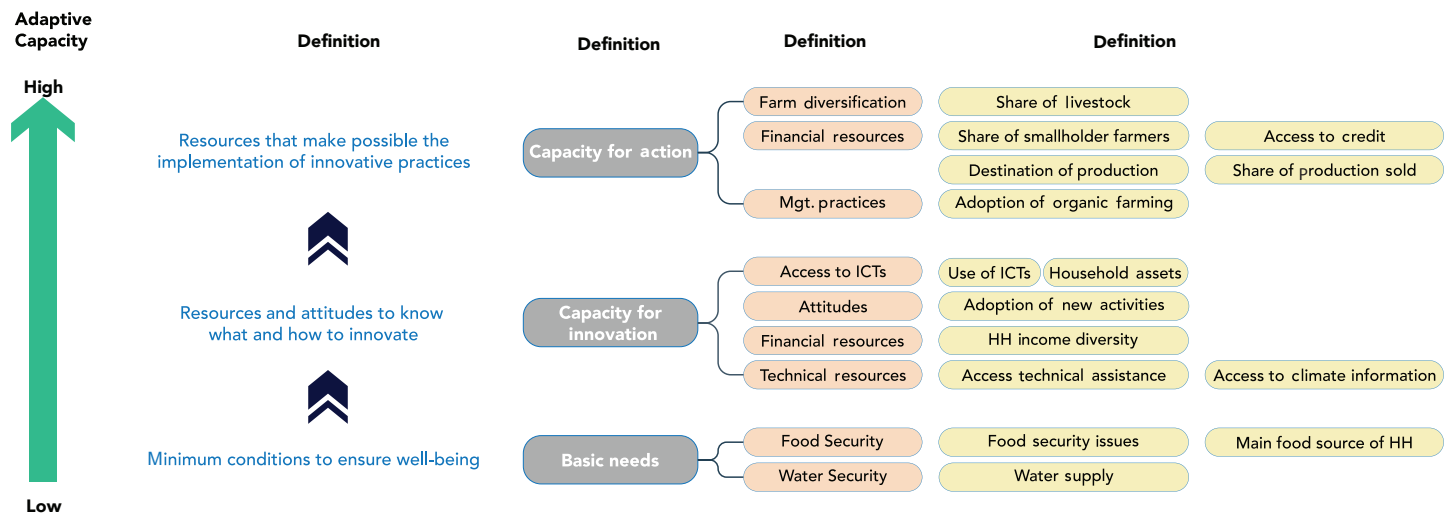 Adaptive
Capacity
Definition
Definition
Definition
Definition
High
Resources that make possible the
implementation of innovative practices
Capacity for action
Farm diversification
Share of livestock
Financial resources
Share of smallholder farmers
Access to credit
Destination of production
Share of production sold
Mgt. practices
Adoption of organic farming
Resources and attitudes to know
what and how to innovate
Capacity for
innovation
Access to ICTs
Use of ICTs
Household assets
Attitudes
Adoption of new activities
Financial resources
HH income diversity
Technical resources
Access technical assistance
Access to climate information
Minimum conditions to ensure well-being
Basic needs
Food Security
Food security issues
Main food source of HH
Water Security
Water supply
Low